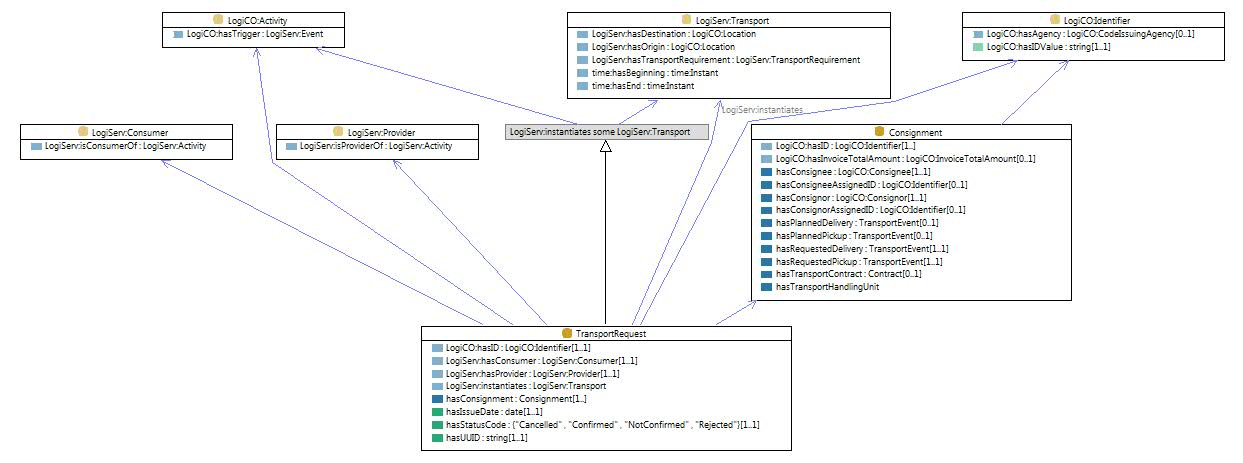 LogiCO:Activity
LogiCO:hasTrigger : LogiServ:Event
LogiServ:Transport
LogiServ:hasDestination : LogiCO:Location
LogiServ:hasOrigin : LogiCO:Location
LogiServ:hasTransportRequirement : LogiServ:TransportRequirement
time:hasBeginning : time:Instant
time:hasEnd : time:Instant
LogiCO:Identifier
LogiCO:hasAgency : LogiCO:CodeIssuingAgency[0..1]
LogiCO:hasIDValue : string[1..1]
LogiServ:instantiates
LogiServ:Consumer
LogiServ:isConsumerOf : LogiServ:Activity
LogiServ:Provider
LogiServ:isProviderOf : LogiServ:Activity
LogiServ:instantiates some LogiServ:Transport
Consignment
LogiCO:hasID : LogiCO:Identifier[1..]
LogiCO:hasInvoiceTotalAmount : LogiCO:InvoiceTotalAmount[0..1]
hasConsignee : LogiCO:Consignee[1..1]
hasConsigneeAssignedID : LogiCO:Identifier[0..1]
hasConsignor : LogiCO:Consignor[1..1]
hasConsignorAssignedID : LogiCO:Identifier[0..1]
hasPlannedDelivery : TransportEvent[0..1]
hasPlannedPickup : TransportEvent[0..1]
hasRequestedDelivery : TransportEvent[1..1]
hasRequestedPickup : TransportEvent[1..1]
hasTransportContract : Contract[0..1]
hasTransportHandlingUnit
TransportRequest
LogiCO:hasID : LogiCO:Identifier[1..1]
LogiServ:hasConsumer : LogiServ:Consumer[1..1]
LogiServ:hasProvider : LogiServ:Provider[1..1]
LogiServ:instantiates : LogiServ:Transport
hasConsignment : Consignment[1..]
hasIssueDate : date[1..1]
hasStatusCode : {"Cancelled" , "Confirmed" , "NotConfirmed" , "Rejected"}[1..1]
hasUUID : string[1..1]